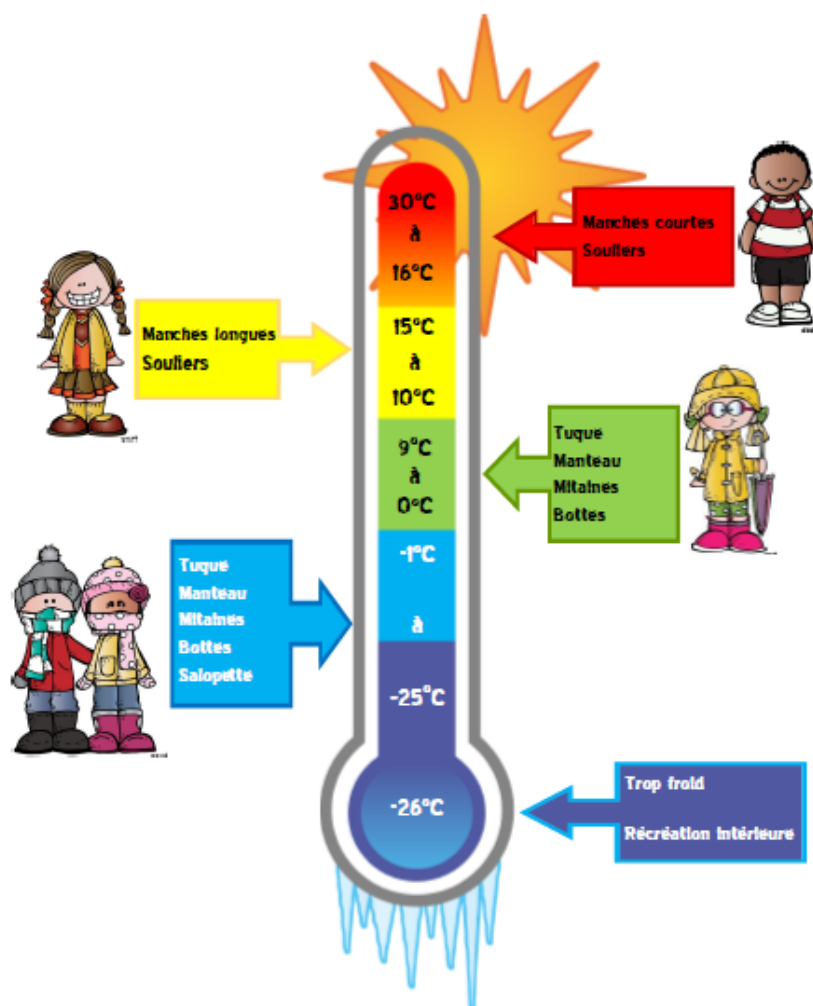 30°C
à
16°C
Manches courtes
Souliers
Manches longues
Souliers
15°C
à
10°C
9°C
à
0°C
Tuque
Manteau
Mitaines
Bottes
-1°C
à
-25°C
Tuque
Manteau
Mitaines
Bottes
Salopette
-26°C
Trop froid
Récréation intérieure